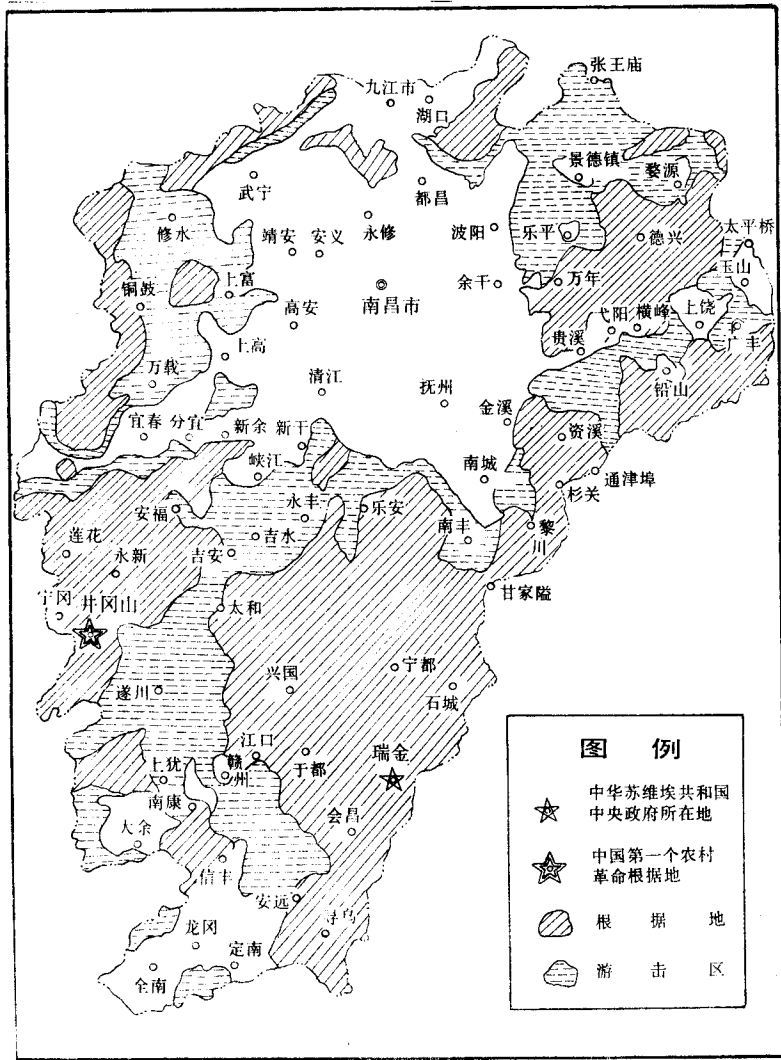 张王庙
九江市
湖口
景德镇
婺源
武宁
都昌
修水
靖安
安义
永修
波阳
乐平
德兴
太平桥
玉山
铜鼓
上富
南昌市
余干
万年
高安
弋阳
横峰
上饶
广丰
贵溪
上高
万载
清江
抚州
铅山
金溪
宜春
分宜
新余
新干
资溪
峡江
南城
通津埠
杉关
安福
永丰
乐安
莲花
吉水
南丰
黎川
永新
吉安
甘家隘
宁冈
井冈山
太和
兴国
宁都
遂川
石城
江口
赣州
于都
瑞金
上犹
南康
会昌
大余
信丰
安远
寻乌
龙冈
定南
全南
图 例
中华苏维埃共和国
中央政府所在地
中国第一个农村
革命根据地
根 据 地
游 击 区